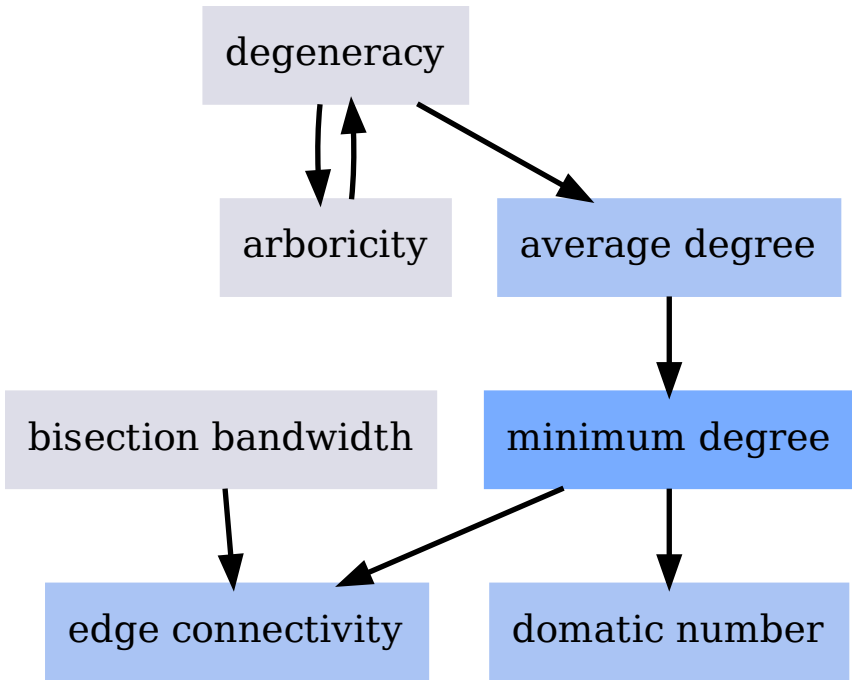 degeneracy
arboricity
average degree
bisection bandwidth
minimum degree
edge connectivity
domatic number